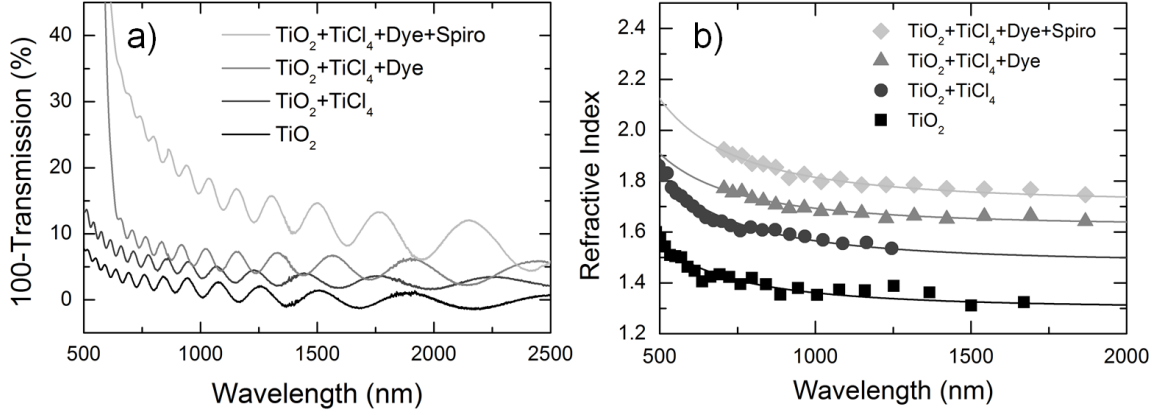 a)
TiO2+TiCl4+Dye+Spiro
TiO2+TiCl4+Dye
TiO2+TiCl4
TiO2
100-Transmission (%)
40
30
20
10
0
500 1000 1500 2000 2500
Wavelength (nm)
b)
TiO2+TiCl4+Dye+Spiro
TiO2+TiCl4+Dye
TiO2+TiCl4
TiO2
Refractive Index
2.4
2.2
2.0
1.8
1.6
1.4
1.2
500 1000 1500 2000
Wavelength (nm)